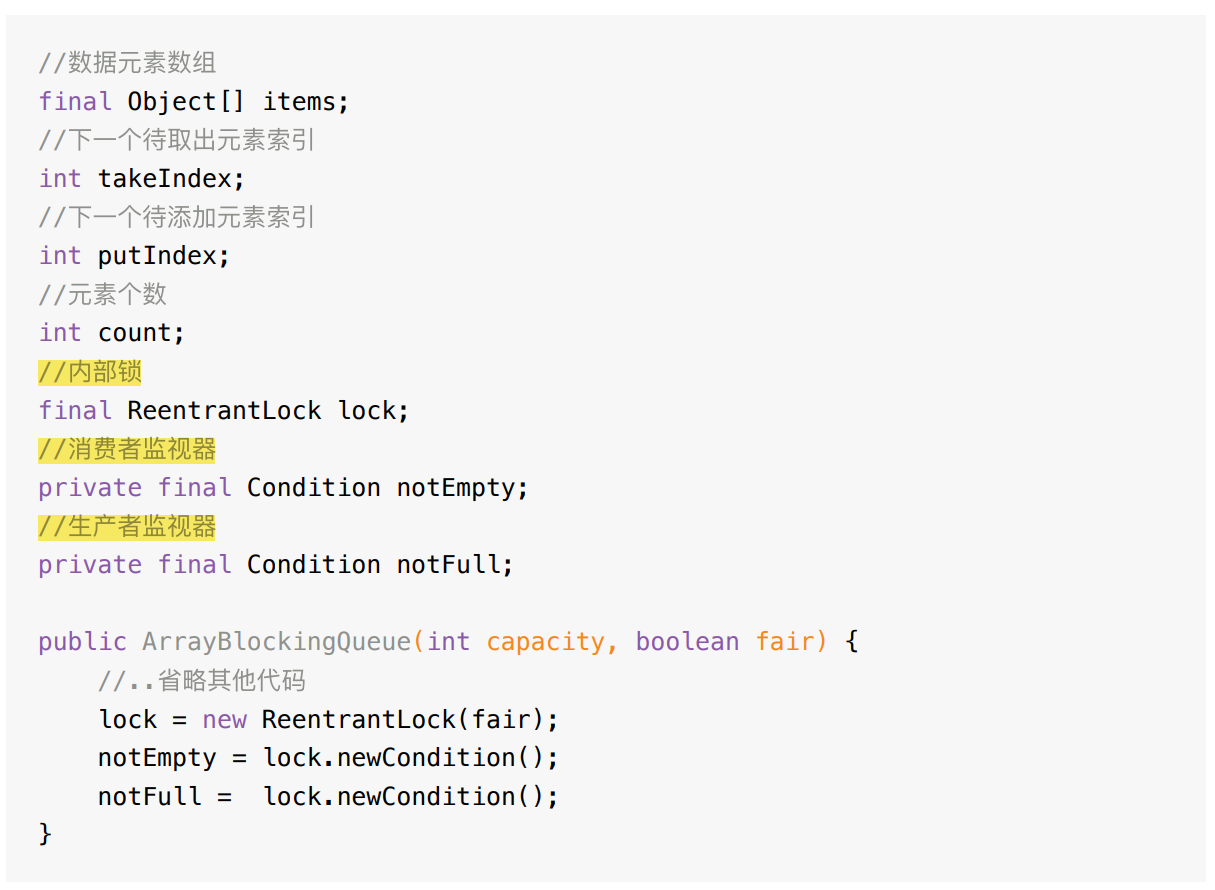 //数据元素数组
final Object[] items;
//下一个待取出元素索引
int takeIndex;
//下一个待添加元素索引
int putIndex;
//元素个数
int count;
//内部锁
final ReentrantLock lock;
//消费者监视器
private final Condition notEmpty;
//生产者监视器
private final Condition notFull;
public ArrayBlockingQueue(int capacity, boolean fair) {
    //..省略其他代码
    lock = new ReentrantLock(fair);
    notEmpty = lock.newCondition();
    notFull =  lock.newCondition();
}